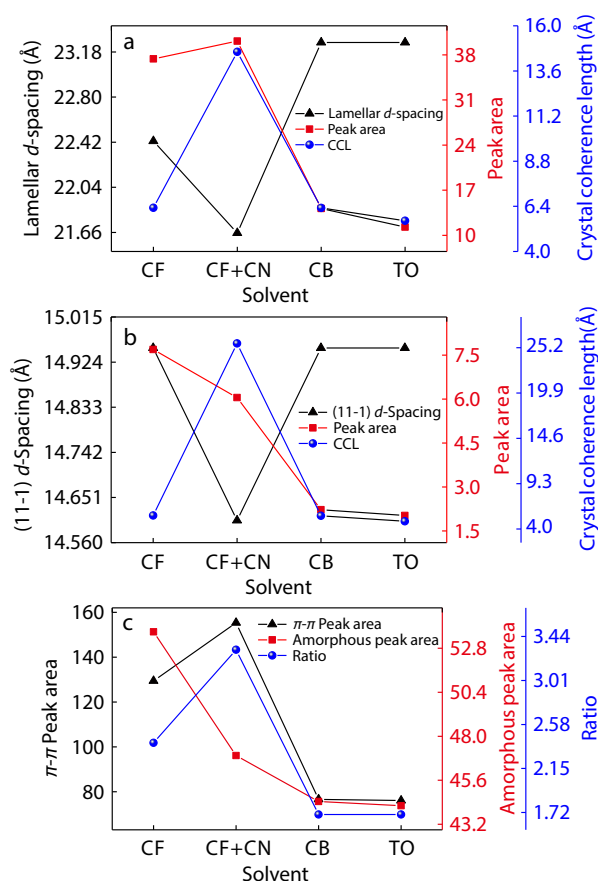 a
Lamellar d-spacing (Å)
23.18
22.80
22.42
22.04
21.66
Lamellar d-spacing
Peak area
CCL
38
31
24
17
10
Peak area
16.0
13.6
11.2
8.8
6.4
4.0
Crystal coherence length (Å)
CF CF+CN CB TO
Solvent
b
(11-1) d-Spacing (Å)
15.015
14.924
14.833
14.742
14.651
14.560
(11-1) d-Spacing
Peak area
CCL
7.5
6.0
4.5
3.0
1.5
Peak area
25.2
19.9
14.6
9.3
4.0
Crystal coherence length(Å)
CF CF+CN CB TO
Solvent
c
π-π Peak area
160
140
120
100
80
π-π Peak area
Amorphous peak area
Ratio
52.8
50.4
48.0
45.6
43.2
Amorphous peak area
3.44
3.01
2.58
2.15
1.72
Ratio
CF CF+CN CB TO
Solvent